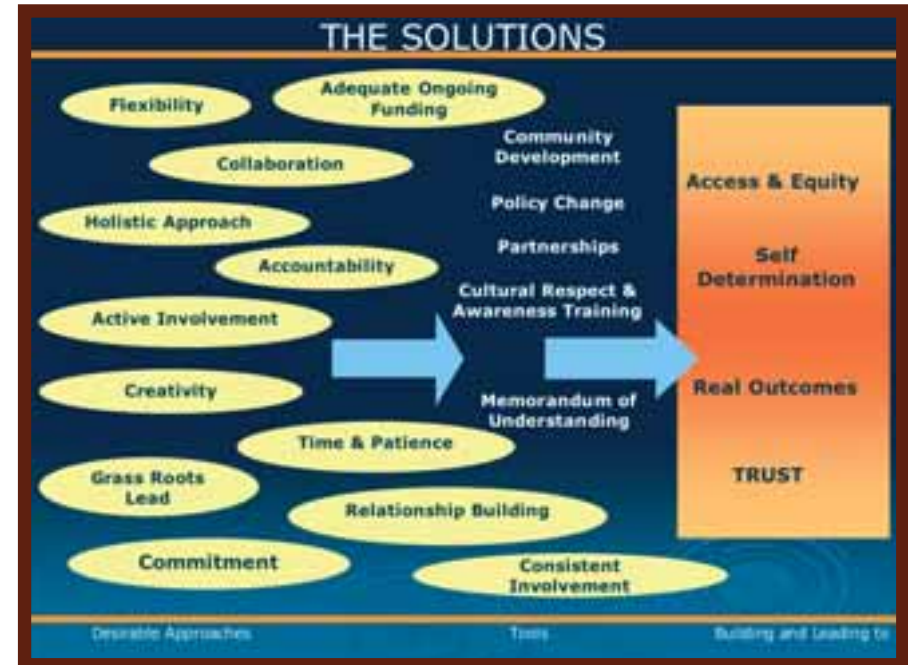 THE SOLUTIONS
Flexibility
Adequate Ongoing
Funding
Collaboration
Holistic Approach
Accountability
Active Involvement
Creativity
Time & Patience
Grass Roots
Lead
Relationship Building
Commitment
Consistent
Involvement
Community
Development
Policy Change
Partnerships
Cultural Respect &
Awareness Training
Memorandum of
Understanding
Access & Equity
Self
Determination
Real Outcomes
TRUST
Desirable Approaches
Tools
Building and Leading to